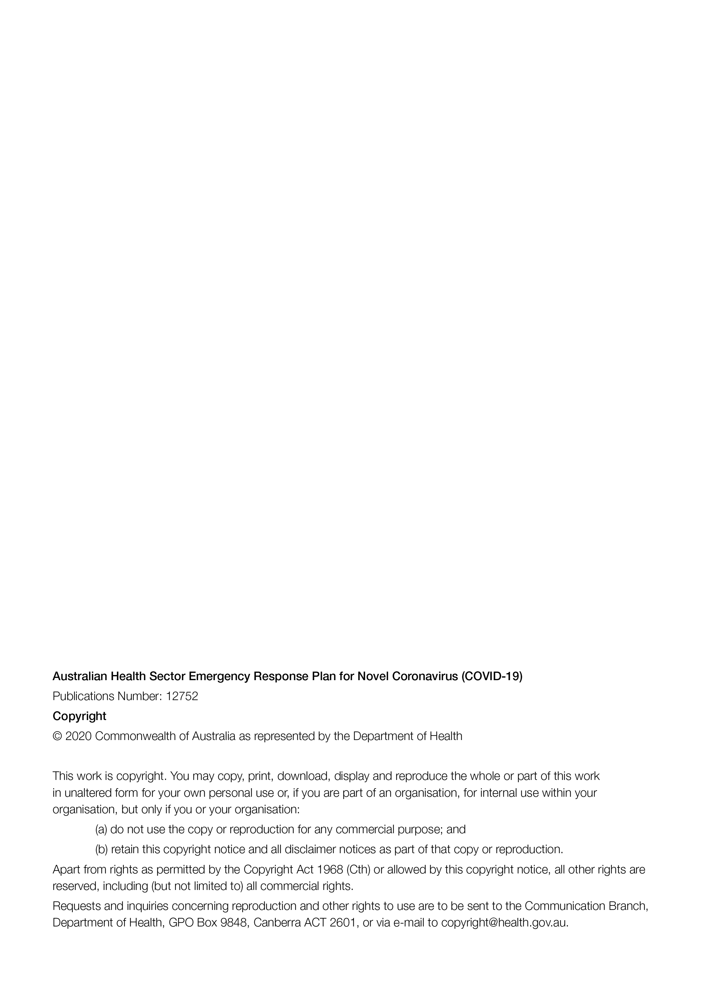 Australian Health Sector Emergency Response Plan for Novel Coronavirus (COVID-19)
Publications Number: 12752
Copyright
© 2020 Commonwealth of Australia as represented by the Department of Health
This work is copyright. You may copy, print, download, display and reproduce the whole or part of this work
in unaltered form for your own personal use or, if you are part of an organisation, for internal use within your
organisation, but only if you or your organisation:
(a) do not use the copy or reproduction for any commercial purpose; and
(b) retain this copyright notice and all disclaimer notices as part of that copy or reproduction.
Apart from rights as permitted by the Copyright Act 1968 (Cth) or allowed by this copyright notice, all other rights are
reserved, including (but not limited to) all commercial rights.
Requests and inquiries concerning reproduction and other rights to use are to be sent to the Communication Branch,
Department of Health, GPO Box 9848, Canberra ACT 2601, or via e-mail to copyright@health.gov.au.